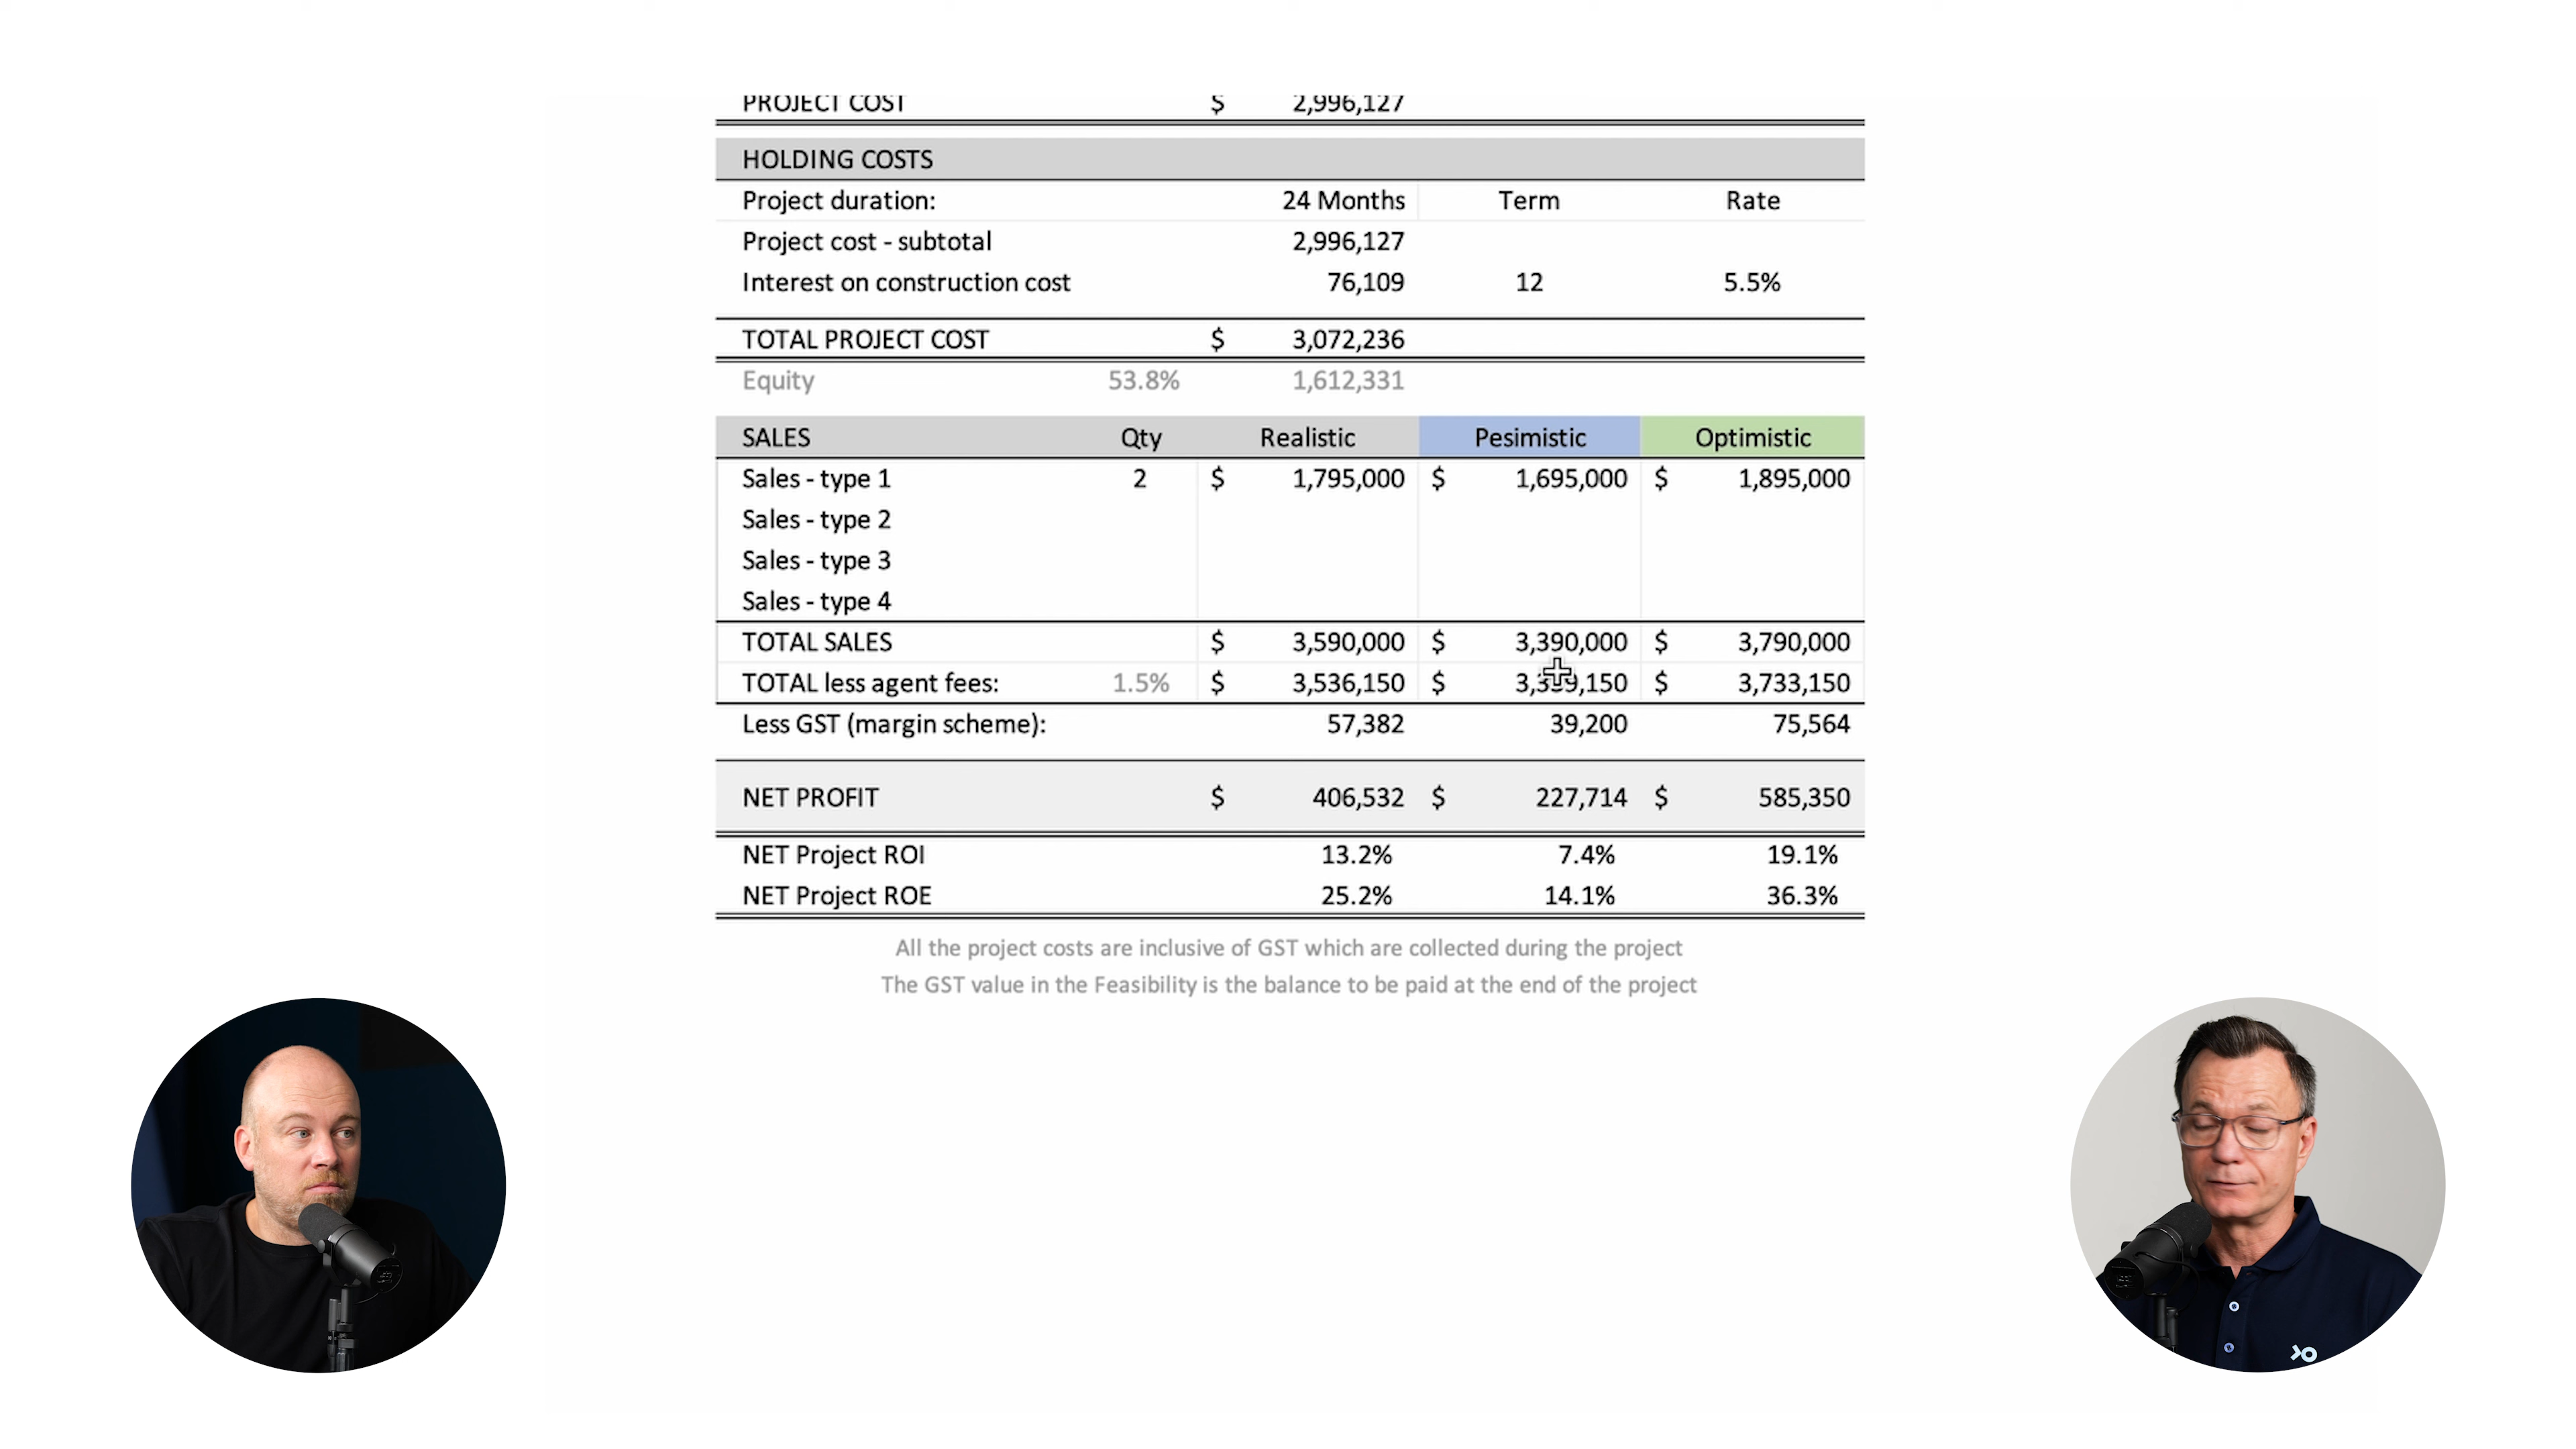 PROJECT COST $ 2,996,127
HOLDING COSTS
Project duration: 24 Months Term Rate
Project cost - subtotal 2,996,127
Interest on construction cost 76,109 12 5.5%
TOTAL PROJECT COST $ 3,072,236
Equity 53.8% 1,612,331
SALES Qty Realistic Pesimistic Optimistic
Sales - type 1 2 $ 1,795,000 $ 1,695,000 $ 1,895,000
Sales - type 2
Sales - type 3
Sales - type 4
TOTAL SALES $ 3,590,000 $ 3,390,000 $ 3,790,000
TOTAL less agent fees: 1.5% $ 3,536,150 $ $ 3,733,150
Less GST (margin scheme): 57,382 39,200 75,564
NET PROFIT $ 406,532 $ 227,714 $ 585,350
NET Project ROI 13.2% 7.4% 19.1%
NET Project ROE 25.2% 14.1% 36.3%
All the project costs are inclusive of GST which are collected during the project
The GST value in the Feasibility is the balance to be paid at the end of the project